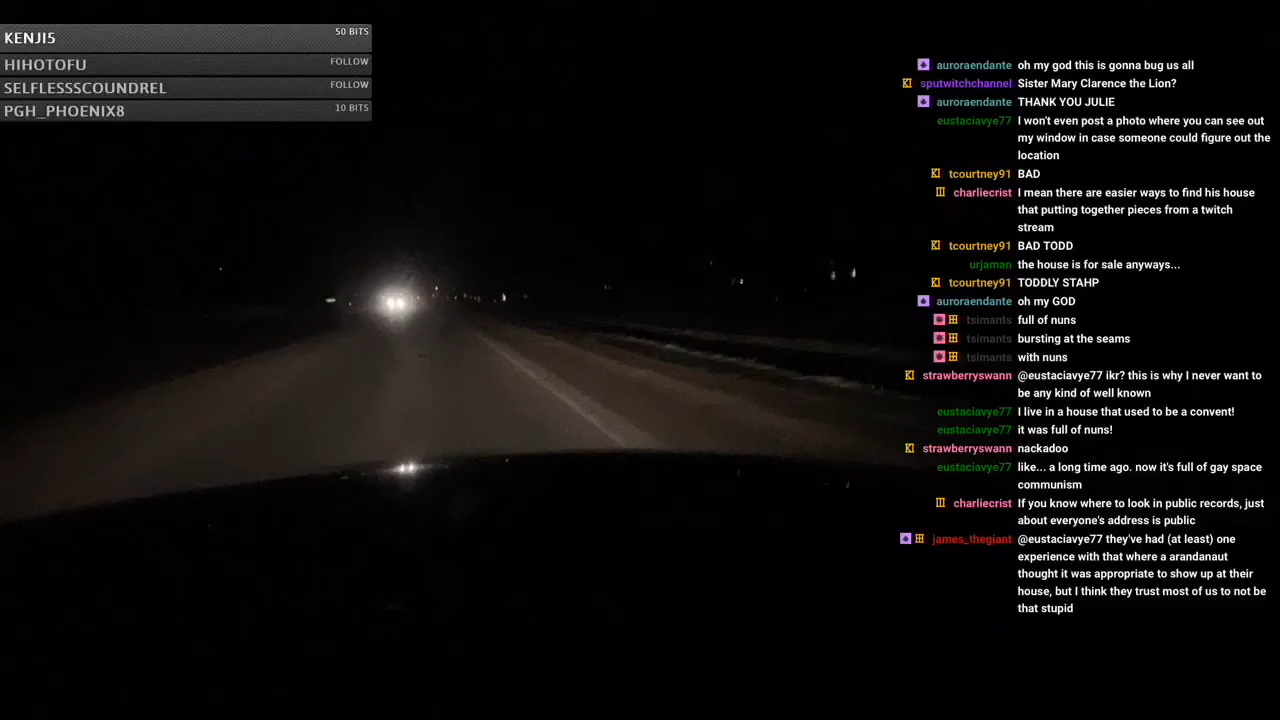 KENJI5 50 BITS
HIHOTOFU FOLLOW
SELFLESSSCOUNDREL FOLLOW
PGH_PHOENIX8 10 BITS
auroraendante oh my god this is gonna bug us all
sputwitchchannel Sister Mary Clarence the Lion?
auroraendante THANK YOU JULIE
eustaciavye77 I won't even post a photo where you can see out
my window in case someone could figure out the
location
tcourtney91 BAD
charliecrist I mean there are easier ways to find his house
that putting together pieces from a twitch
stream
tcourtney91 BAD TODD
urjaman the house is for sale anyways...
tcourtney91 TODDLY STAHP
auroraendante oh my GOD
tsimants full of nuns
tsimants bursting at the seams
tsimants with nuns
strawberryswann @eustaciavye77 ikr? this is why I never want to
be any kind of well known
eustaciavye77 I live in a house that used to be a convent!
eustaciavye77 it was full of nuns!
strawberryswann nackadoo
eustaciavye77 like... a long time ago. now it's full of gay space
communism
charliecrist If you know where to look in public records, just
about everyone's address is public
james_thegiant @eustaciavye77 they've had (at least) one
experience with that where a arandanaut
thought it was appropriate to show up at their
house, but I think they trust most of us to not be
that stupid